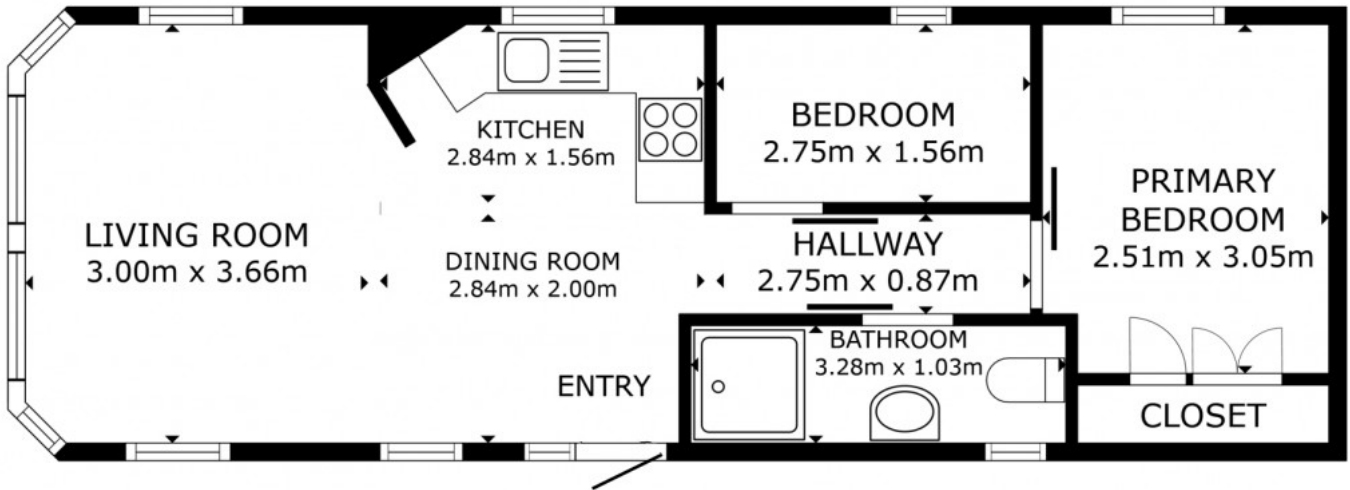 LIVING ROOM
3.00m x 3.66m
KITCHEN
2.84m x 1.56m
DINING ROOM
2.84m x 2.00m
ENTRY
BEDROOM
2.75m x 1.56m
HALLWAY
2.75m x 0.87m
BATHROOM
3.28m x 1.03m
PRIMARY
BEDROOM
2.51m x 3.05m
CLOSET